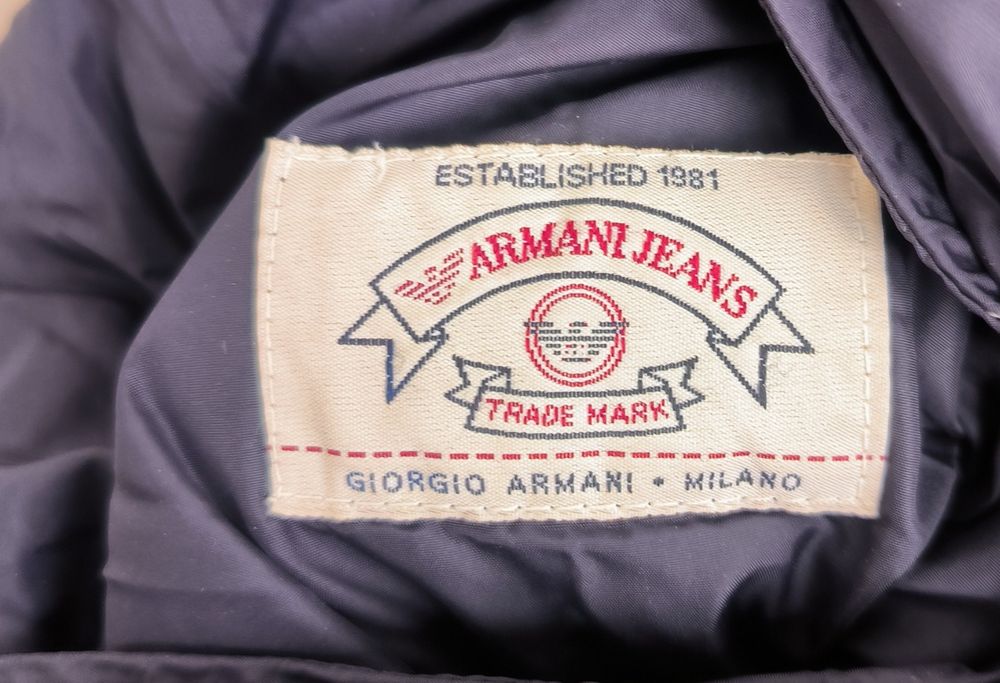 ESTABLISHED 1981
ARMANI JEANS
TRADE MARK
GIORGIO ARMANI • MILANO